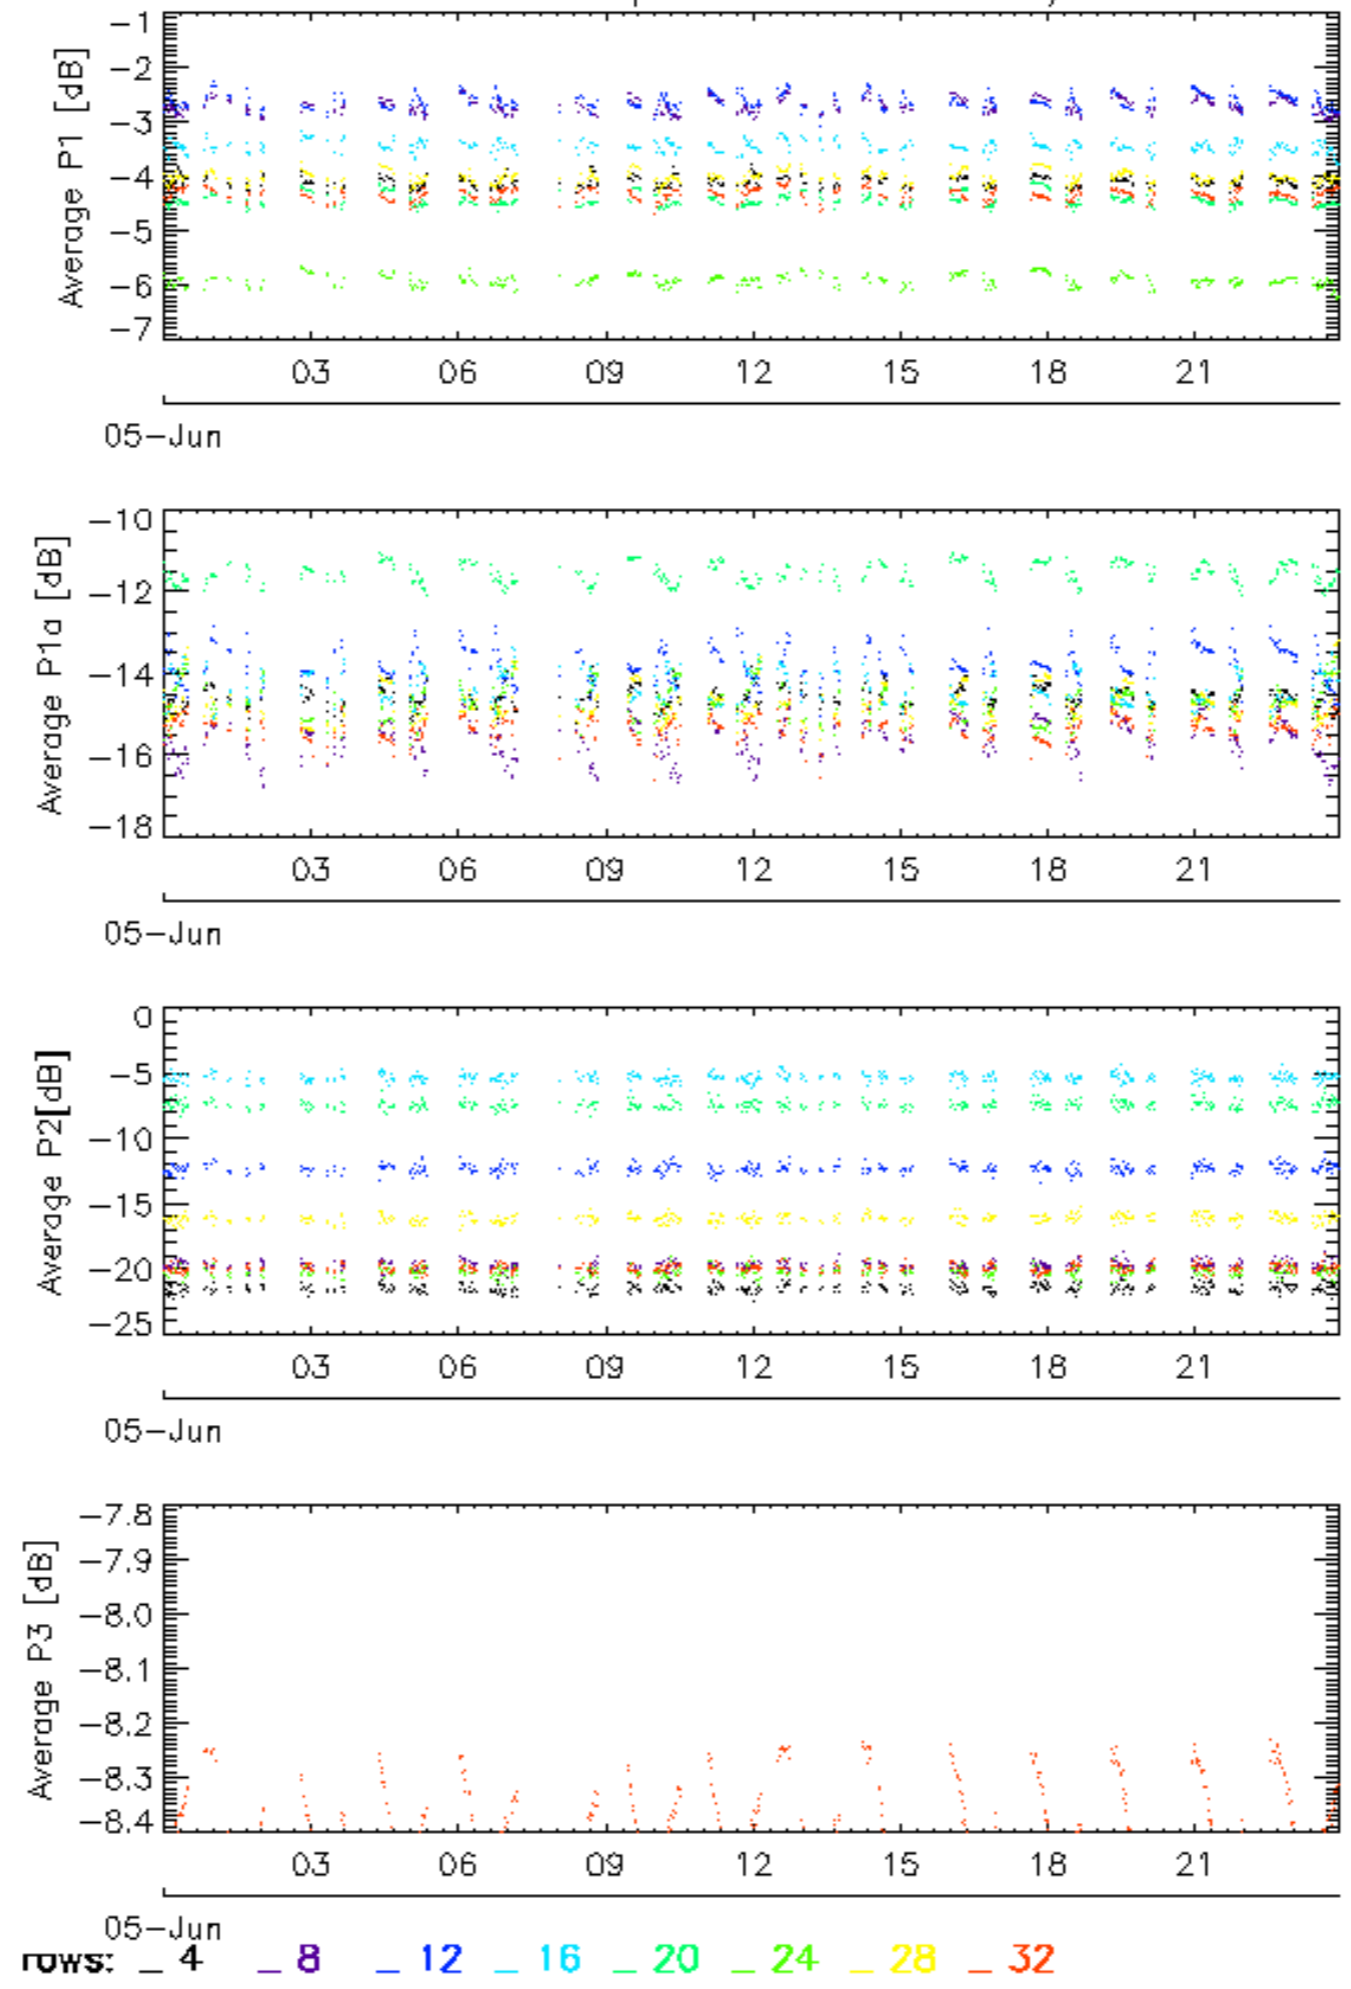 -1
-2
-3
-4
-5
-6
-7
Average P1 [dB]
03 06 09 12 15 18 21
05-Jun
-10
-12
-14
-16
-18
Average P1a [dB]
03 06 09 12 15 18 21
05-Jun
0
-5
-10
-15
-20
-25
Average P2[dB]
03 06 09 12 15 18 21
05-Jun
-7.8
-7.9
-8.0
-8.1
-8.2
-8.3
-8.4
Average P3 [dB]
03 06 09 12 15 18 21
05-Jun
rows: _ 4 _ 8 _ 12 _ 16 _ 20 _ 24 _ 28 _ 32